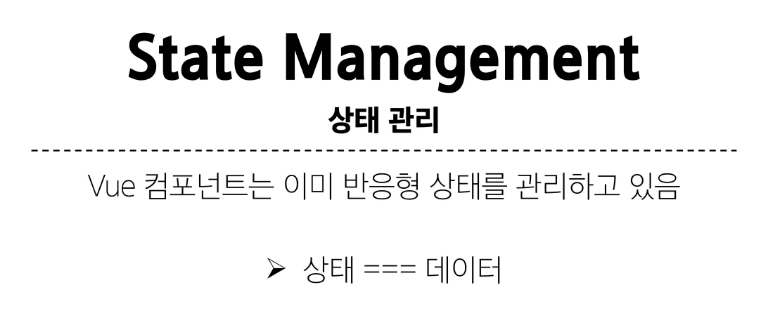 State Management
상태 관리
Vue 컴포넌트는 이미 반응형 상태를 관리하고 있음
➢ 상태 === 데이터